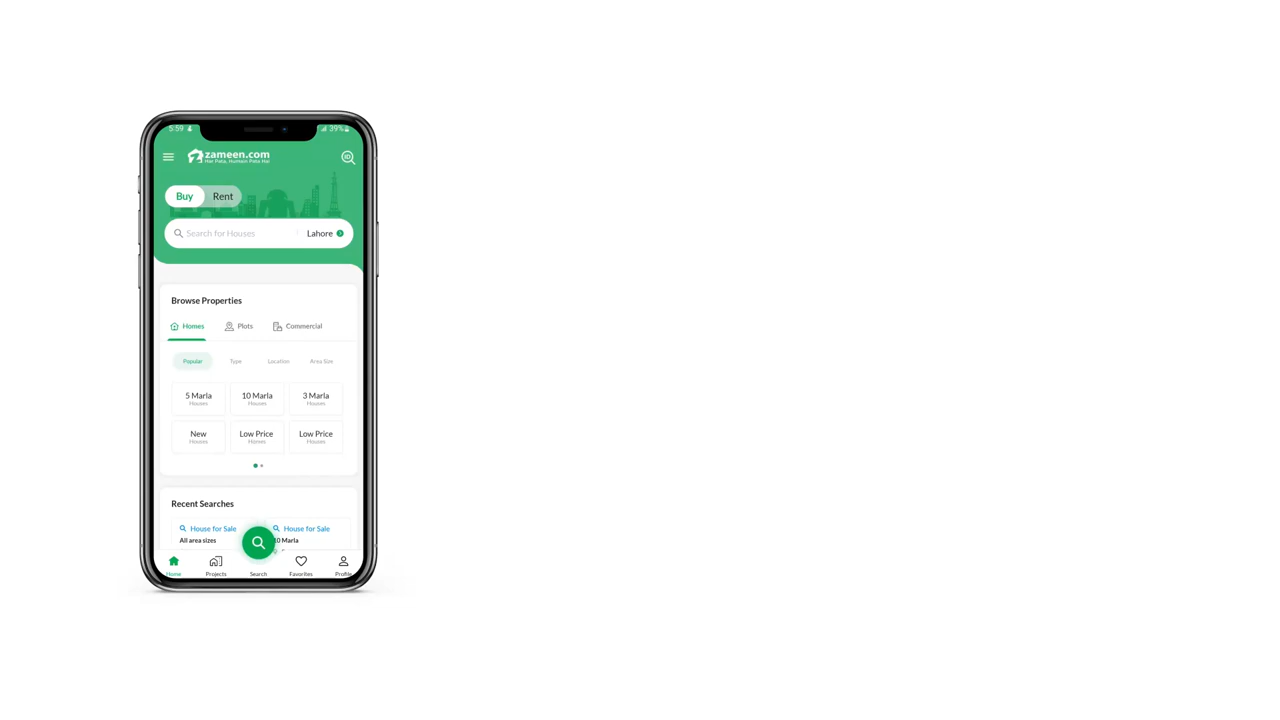 5:59
39%
zameen.com
Har Pata, Humein Pata Hai
ID
Buy Rent
Search for Houses
Lahore
Browse Properties
Homes Plots Commercial
Popular Type Location Area Size
5 Marla 10 Marla 3 Marla
Houses Houses Houses
New Low Price Low Price
Houses Homes Houses
Recent Searches
House for Sale House for Sale
All area sizes 10 Marla
Home Projects Search Favorites Profile